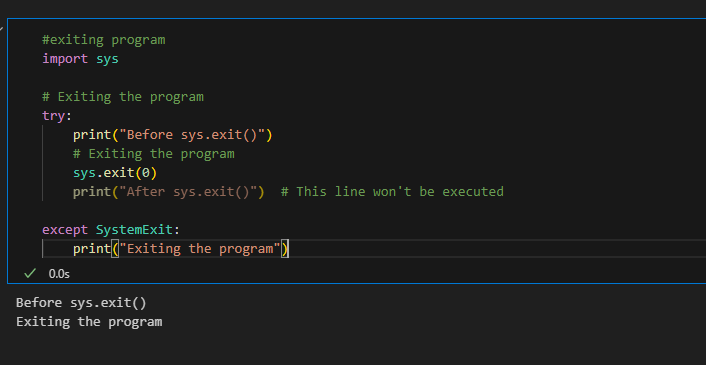 #exiting program
import sys
# Exiting the program
try:
    print("Before sys.exit()")
    # Exiting the program
    sys.exit(0)
    print("After sys.exit()")  # This line won't be executed
except SystemExit:
    print("Exiting the program")
0.0s
Before sys.exit()
Exiting the program